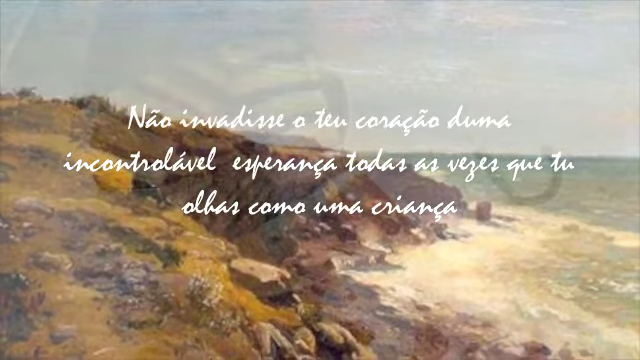 Não invadisse o teu coração duma
incontrolável esperança todas as vezes que tu
olhas como uma criança